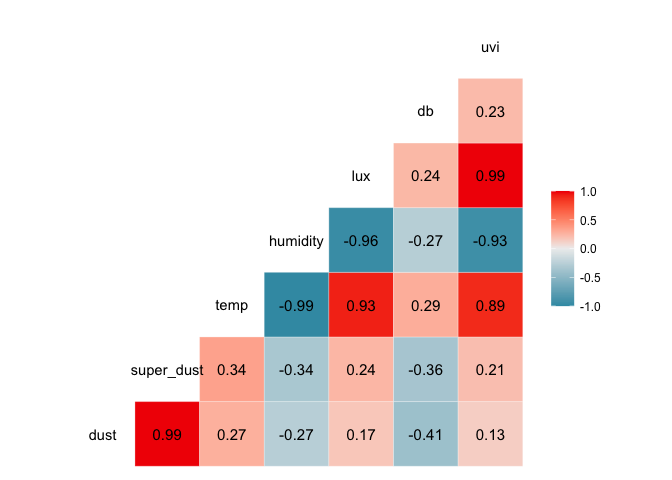 uvi
db 0.23
lux 0.24 0.99
humidity -0.96 -0.27 -0.93
temp -0.99 0.93 0.29 0.89
super_dust 0.34 -0.34 0.24 -0.36 0.21
dust 0.99 0.27 -0.27 0.17 -0.41 0.13
1.0
0.5
0.0
-0.5
-1.0